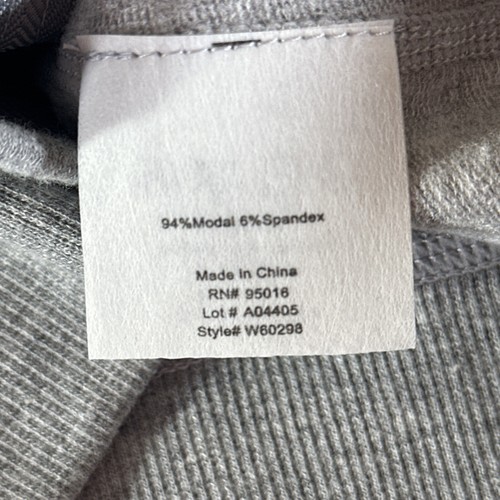 94%Modal 6%Spandex
Made in China
RN# 95016
Lot # A04405
Style# W60298